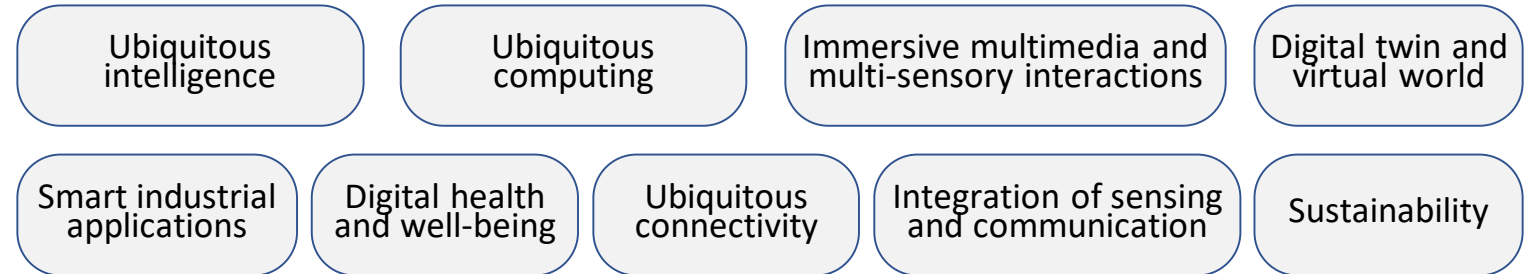 Ubiquitous
intelligence
Ubiquitous
computing
Immersive multimedia and
multi-sensory interactions
Digital twin and
virtual world
Smart industrial
applications
Digital health
and well-being
Ubiquitous
connectivity
Integration of sensing
and communication
Sustainability